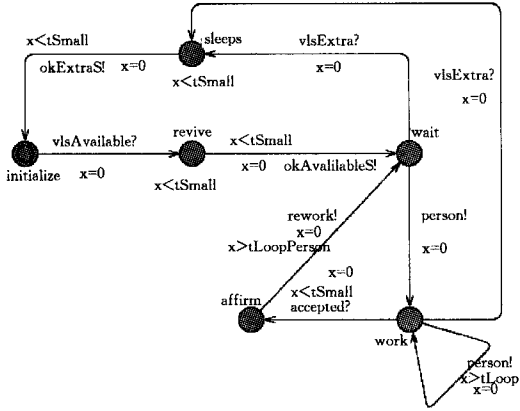 sleeps
x<tSmall
vlsExtra?
okExtraS!
x=0
x=0
vlsExtra?
x=0
x<tSmall
vlsAvailable?
revive
x<tSmall
wait
initialize
x=0
x=0
okAvalilableS!
x<tSmall
rework!
person!
x=0
x>tLoopPerson
x=0
x=0
affirm
x<tSmall
accepted?
work
person!
x>tLoop
x=0